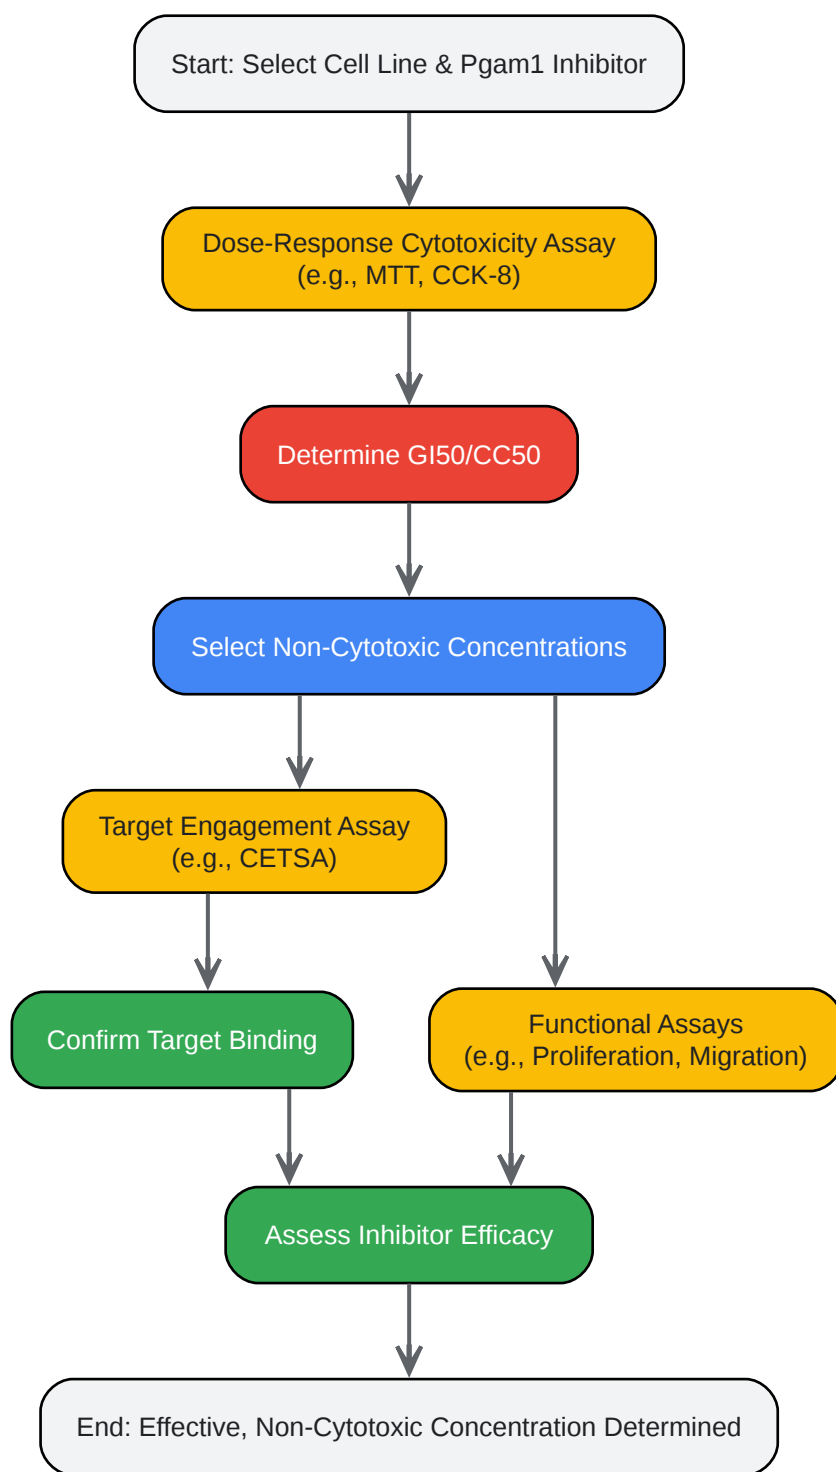 Start: Select Cell Line & Pgam1 Inhibitor
Dose-Response Cytotoxicity Assay
(e.g., MTT, CCK-8)
Determine GI50/CC50
Select Non-Cytotoxic Concentrations
Target Engagement Assay
(e.g., CETSA)
Confirm Target Binding
Functional Assays
(e.g., Proliferation, Migration)
Assess Inhibitor Efficacy
End: Effective, Non-Cytotoxic Concentration Determined